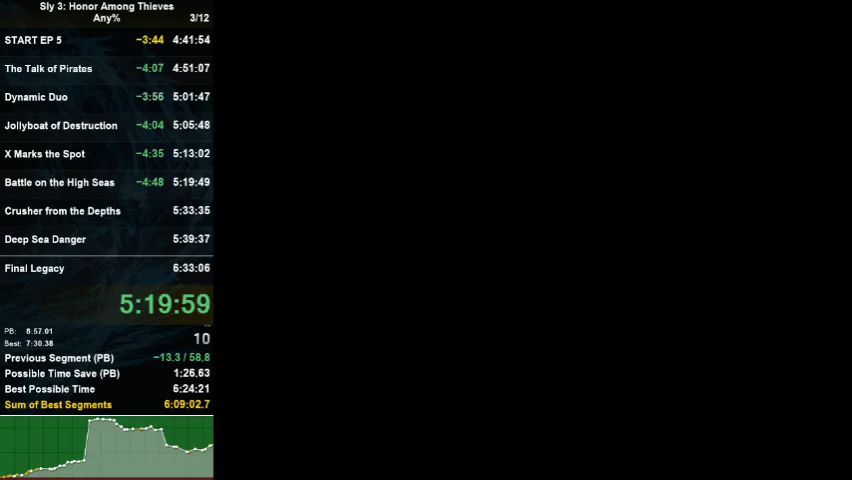 Sly 3: Honor Among Thieves
Any% 3/12
START EP 5 −3:44 4:41:54
The Talk of Pirates −4:07 4:51:07
Dynamic Duo −3:56 5:01:47
Jollyboat of Destruction −4:04 5:05:48
X Marks the Spot −4:35 5:13:02
Battle on the High Seas −4:48 5:19:49
Crusher from the Depths 5:33:35
Deep Sea Danger 5:39:37
Final Legacy 6:33:06
5:19:59
PB: 8:57.01
Best: 7:30.38 10
Previous Segment (PB) −13.3 / 58.8
Possible Time Save (PB) 1:26.63
Best Possible Time 6:24:21
Sum of Best Segments 6:09:02.7